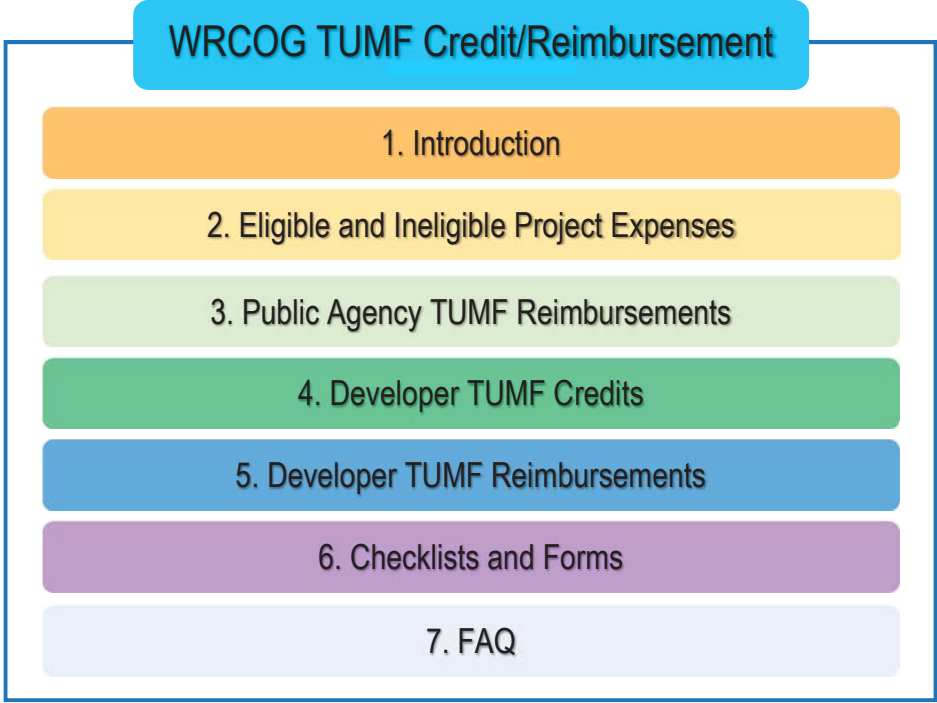 WRCOG TUMF Credit/Reimbursement
1. Introduction
2. Eligible and Ineligible Project Expenses
3. Public Agency TUMF Reimbursements
4. Developer TUMF Credits
5. Developer TUMF Reimbursements
6. Checklists and Forms
7. FAQ